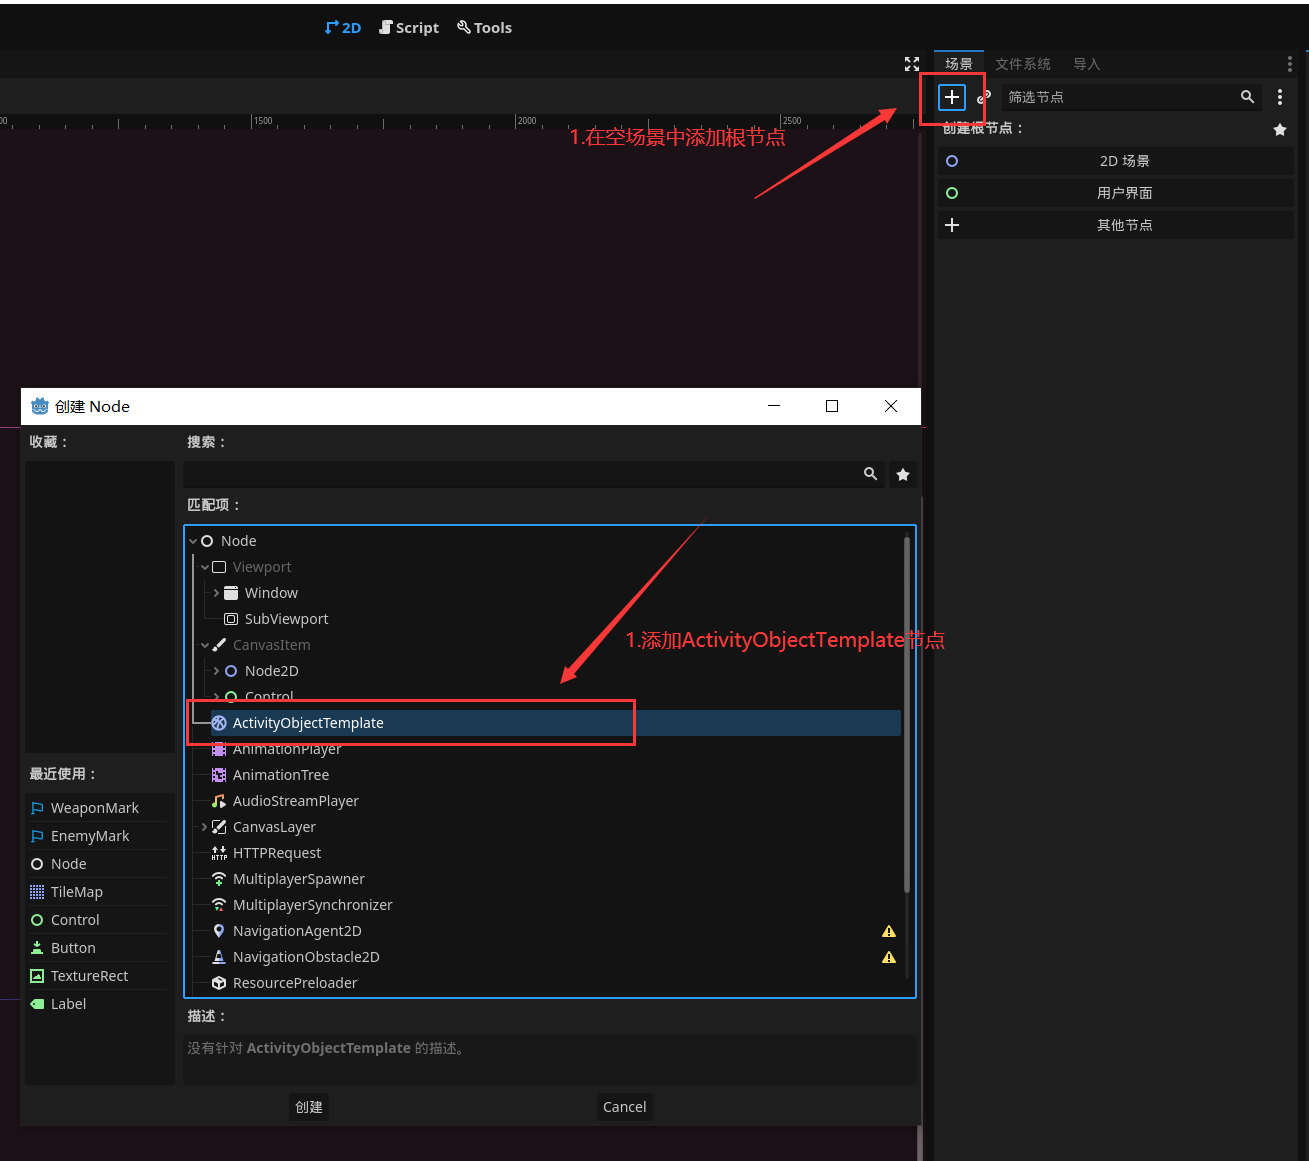 2D Script Tools
场景 文件系统 导入
筛选节点
1500 2000 2500
1.在空场景中添加根节点
创建根节点：
2D 场景
用户界面
其他节点
创建 Node
收藏：
搜索：
匹配项：
Node
Viewport
Window
SubViewport
CanvasItem
Node2D
Control
1.添加ActivityObjectTemplate节点
ActivityObjectTemplate
AnimationPlayer
AnimationTree
AudioStreamPlayer
CanvasLayer
HTTPRequest
MultiplayerSpawner
MultiplayerSynchronizer
NavigationAgent2D
NavigationObstacle2D
ResourcePreloader
最近使用：
WeaponMark
EnemyMark
Node
TileMap
Control
Button
TextureRect
Label
描述：
没有针对 ActivityObjectTemplate 的描述。
创建 Cancel